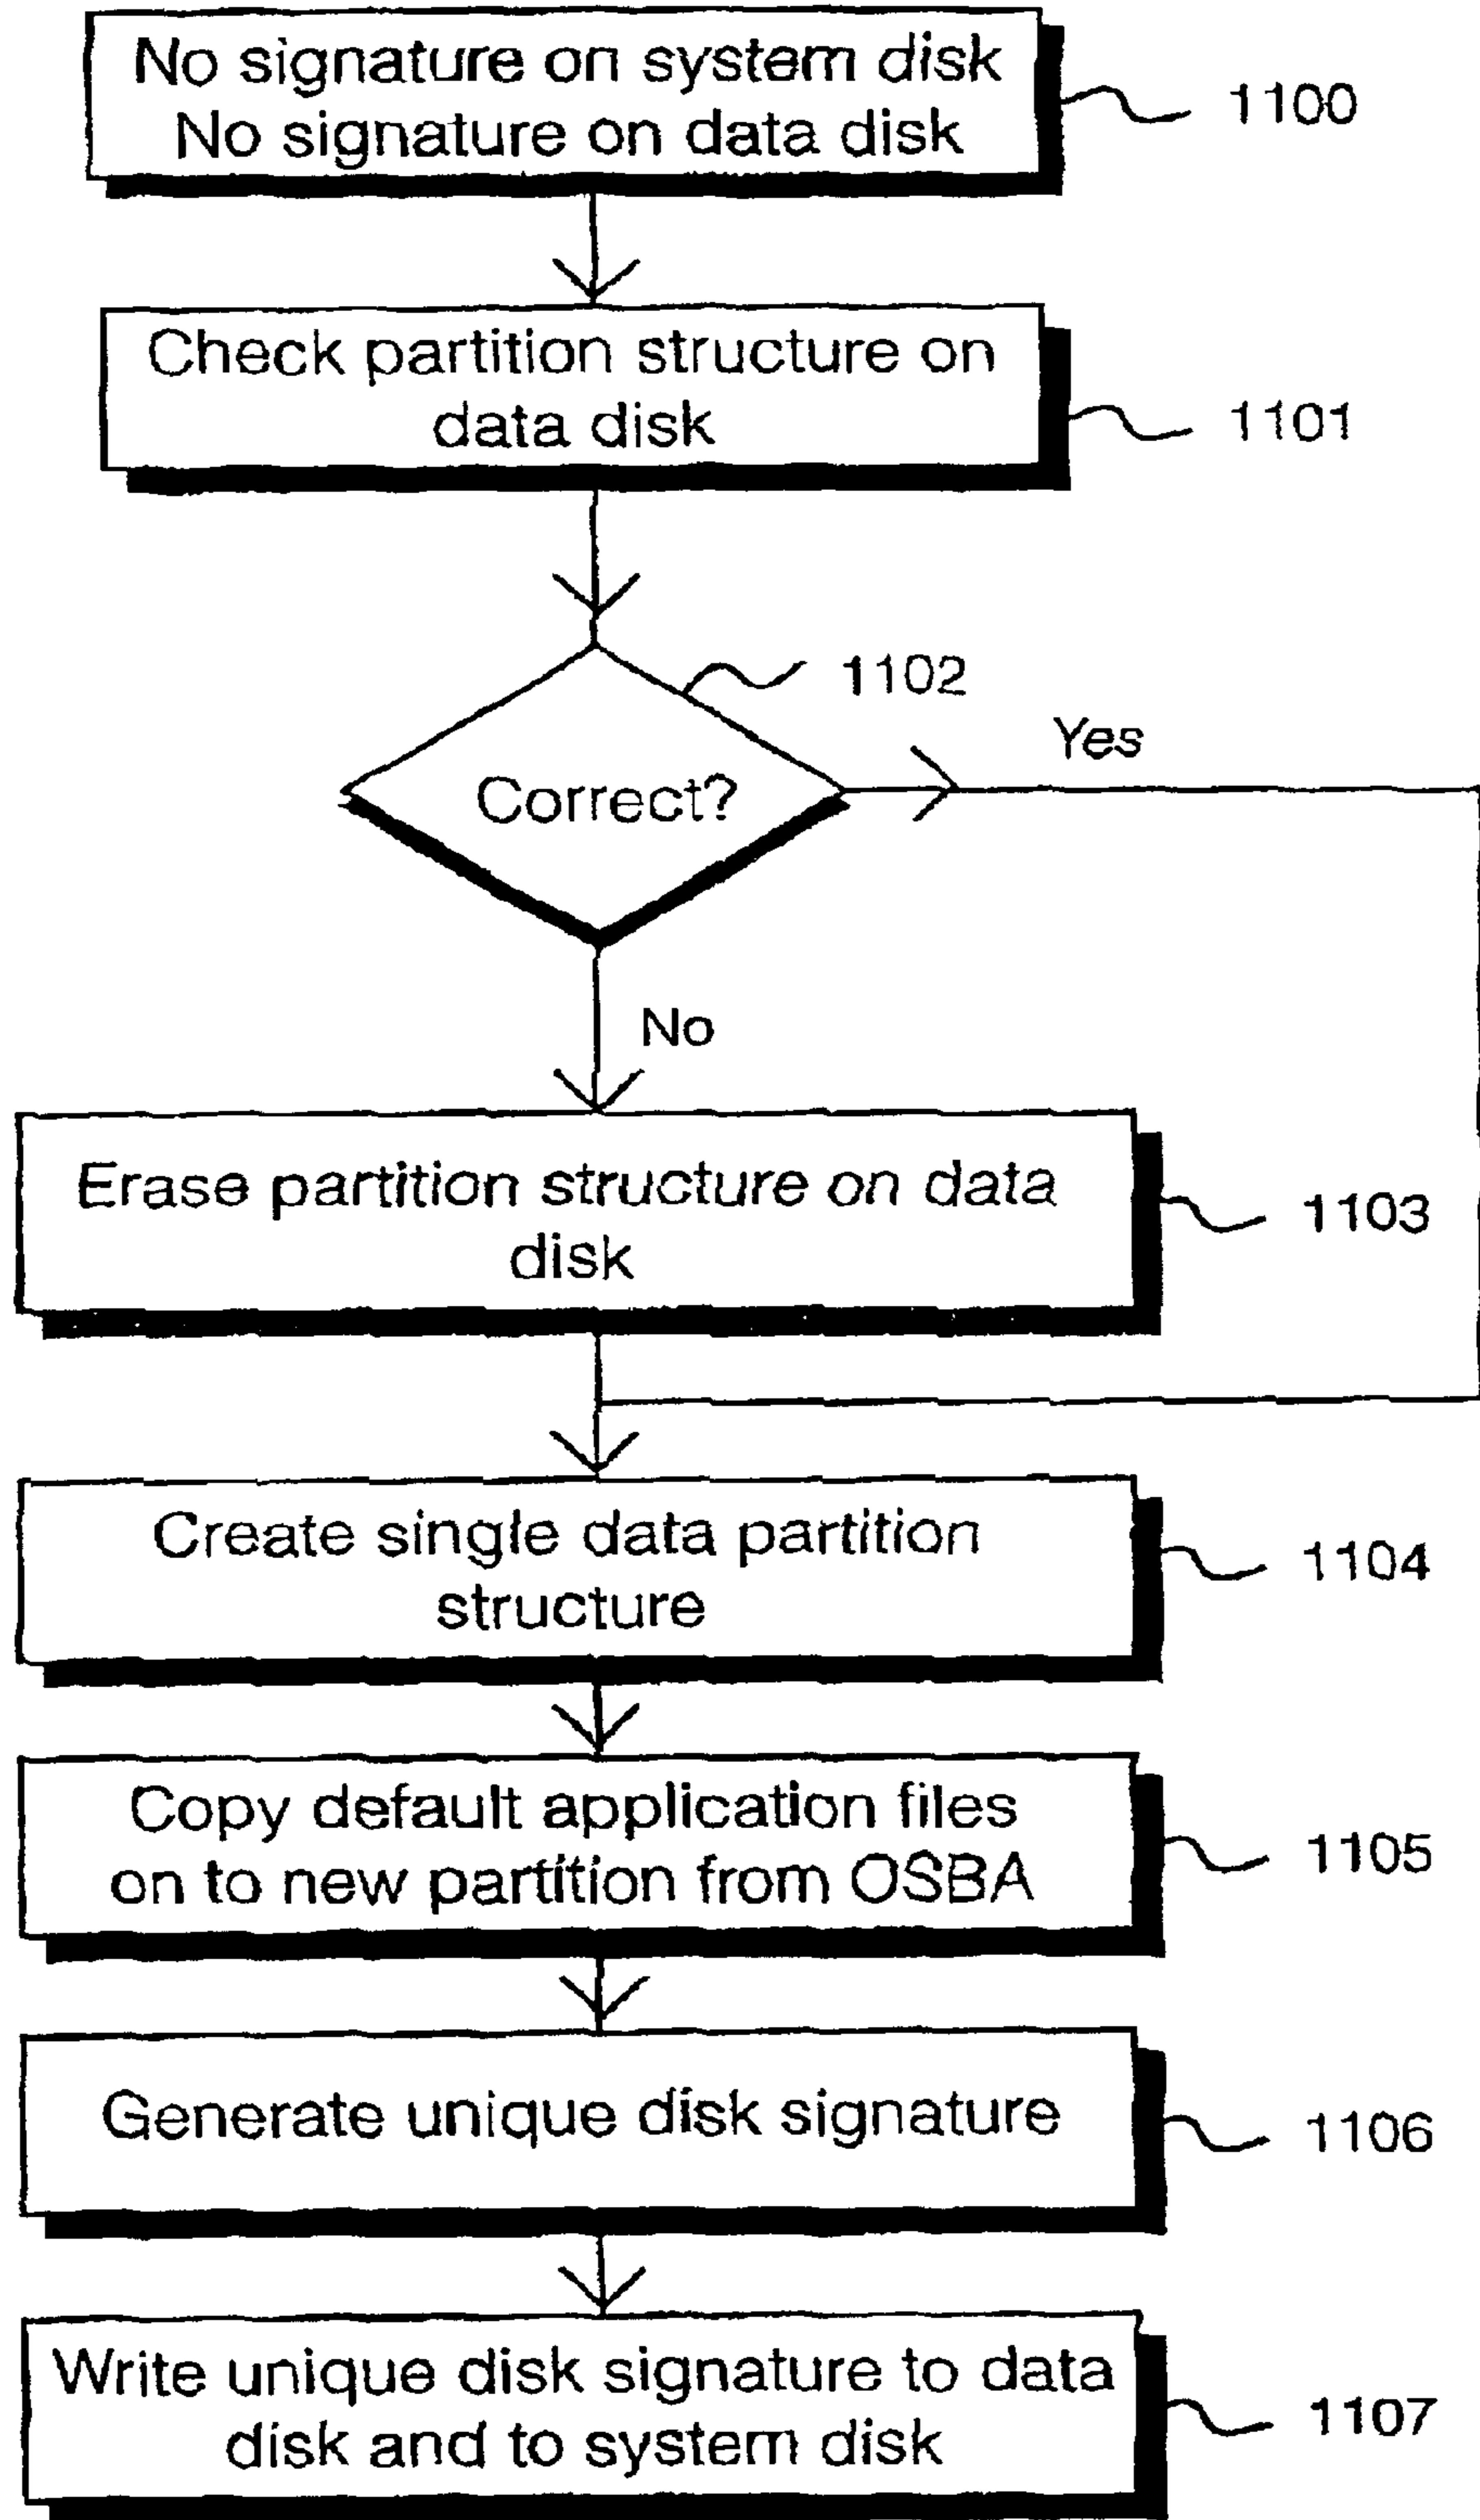 No signature on system disk
No signature on data disk
1100
Check partition structure on
data disk
1101
1102
Yes
Correct?
No
Erase partition structure on data
disk
1103
Create single data partition
structure
1104
Copy default application files
on to new partition from OSBA
1105
Generate unique disk signature
1106
Write unique disk signature to data
disk and to system disk
1107